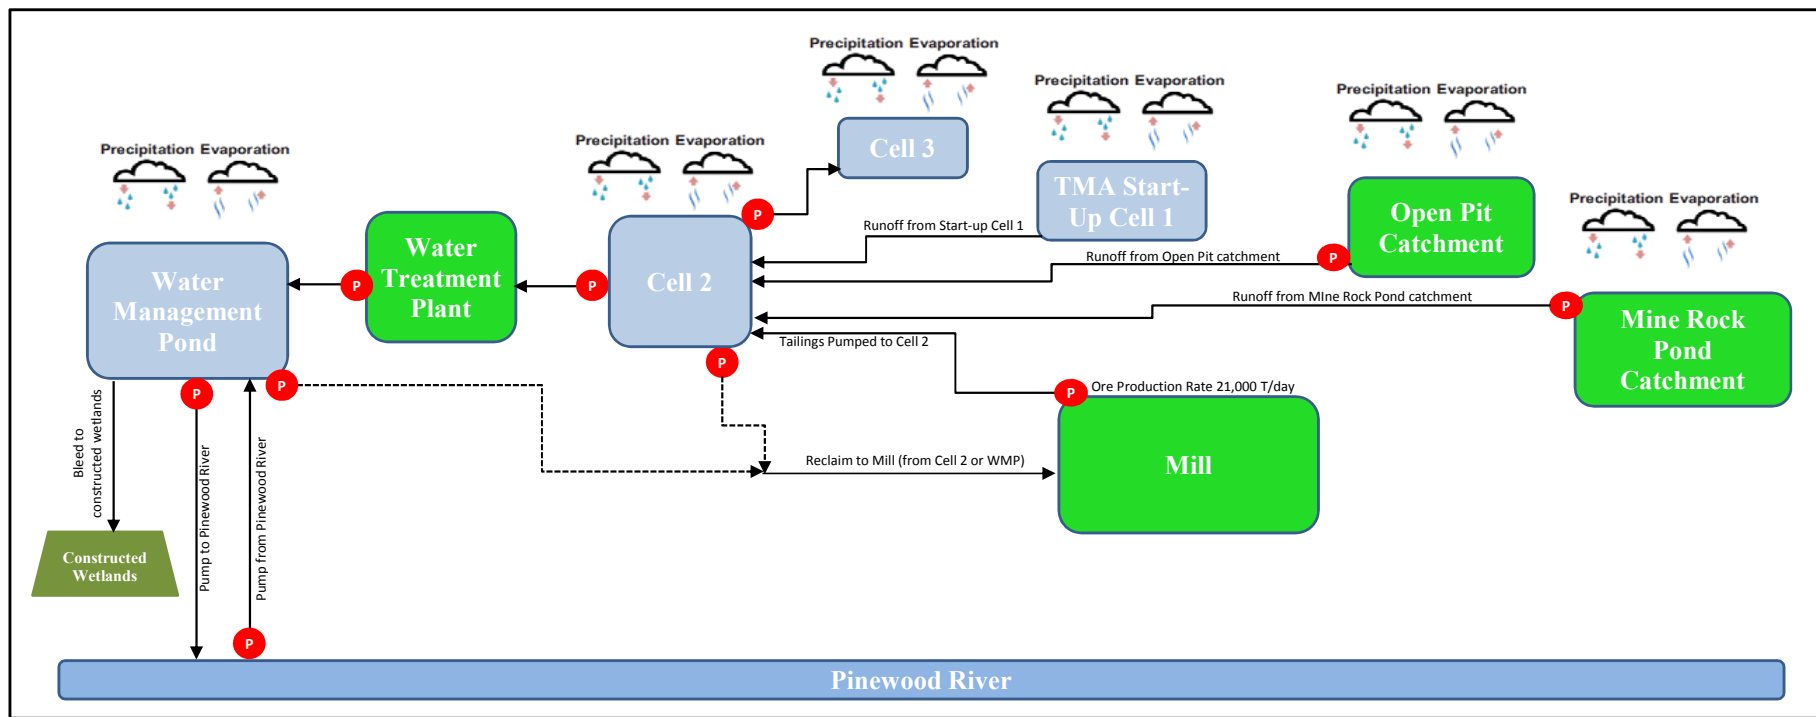 Precipitation Evaporation
Cell 3
Precipitation Evaporation
TMA Start-
Up Cell 1
Precipitation Evaporation
Open Pit
Catchment
Precipitation Evaporation
Mine Rock
Pond
Catchment
Precipitation Evaporation
Water
Management
Pond
Water
Treatment
Plant
Precipitation Evaporation
Cell 2
P
P
P
P
P
P
P
P
P
P
Runoff from Start-up Cell 1
Runoff from Open Pit catchment
Runoff from MIne Rock Pond catchment
Tailings Pumped to Cell 2
Ore Production Rate 21,000 T/day
Mill
Reclaim to Mill (from Cell 2 or WMP)
Bleed to
constructed wetlands
Pump to Pinewood River
Pump from Pinewood River
Constructed
Wetlands
Pinewood River